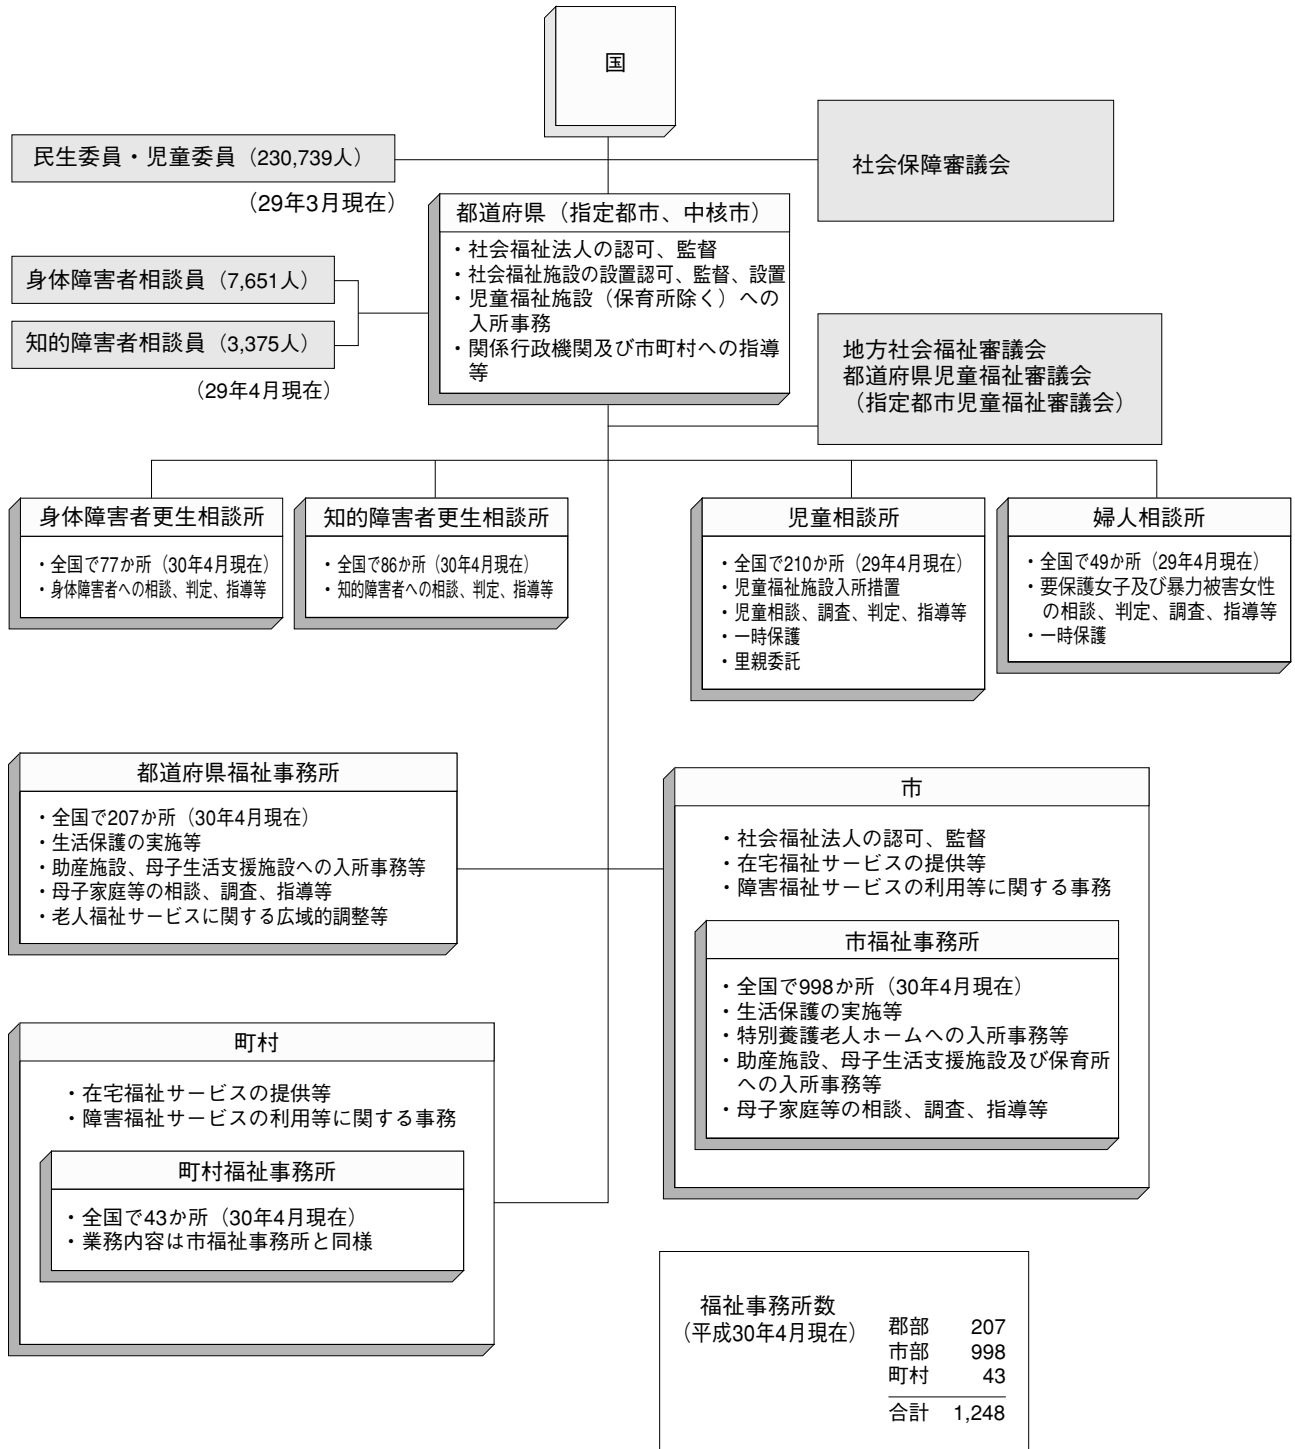 国
民生委員・児童委員（230,739人）
（29年3月現在）
社会保障審議会
都道府県（指定都市、中核市）
・社会福祉法人の認可、監督
・社会福祉施設の設置認可、監督、設置
・児童福祉施設（保育所除く）への
入所事務
・関係行政機関及び市町村への指導
等
身体障害者相談員（7,651人）
知的障害者相談員（3,375人）
（29年4月現在）
地方社会福祉審議会
都道府県児童福祉審議会
（指定都市児童福祉審議会）
身体障害者更生相談所
・全国で77か所（30年4月現在）
・身体障害者への相談、判定、指導等
知的障害者更生相談所
・全国で86か所（30年4月現在）
・知的障害者への相談、判定、指導等
児童相談所
・全国で210か所（29年4月現在）
・児童福祉施設入所措置
・児童相談、調査、判定、指導等
・一時保護
・里親委託
婦人相談所
・全国で49か所（29年4月現在）
・要保護女子及び暴力被害女性
の相談、判定、調査、指導等
・一時保護
都道府県福祉事務所
・全国で207か所（30年4月現在）
・生活保護の実施等
・助産施設、母子生活支援施設への入所事務等
・母子家庭等の相談、調査、指導等
・老人福祉サービスに関する広域的調整等
市
・社会福祉法人の認可、監督
・在宅福祉サービスの提供等
・障害福祉サービスの利用等に関する事務
市福祉事務所
・全国で998か所（30年4月現在）
・生活保護の実施等
・特別養護老人ホームへの入所事務等
・助産施設、母子生活支援施設及び保育所
への入所事務等
・母子家庭等の相談、調査、指導等
町村
・在宅福祉サービスの提供等
・障害福祉サービスの利用等に関する事務
町村福祉事務所
・全国で43か所（30年4月現在）
・業務内容は市福祉事務所と同様
福祉事務所数
（平成30年4月現在）
郡部 207
市部 998
町村 43
合計 1,248